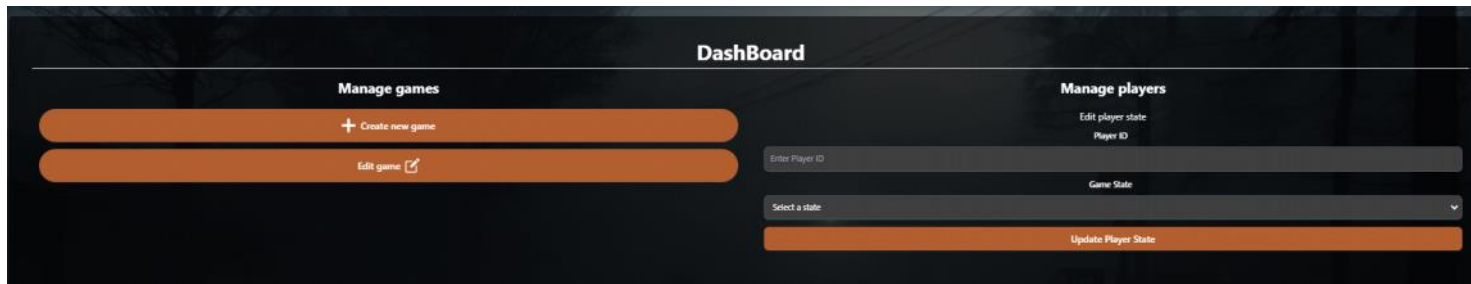 DashBoard
Manage games
Create new game
Edit game
Manage players
Edit player state
Player ID
Enter Player ID
Game State
Select a state
Update Player State